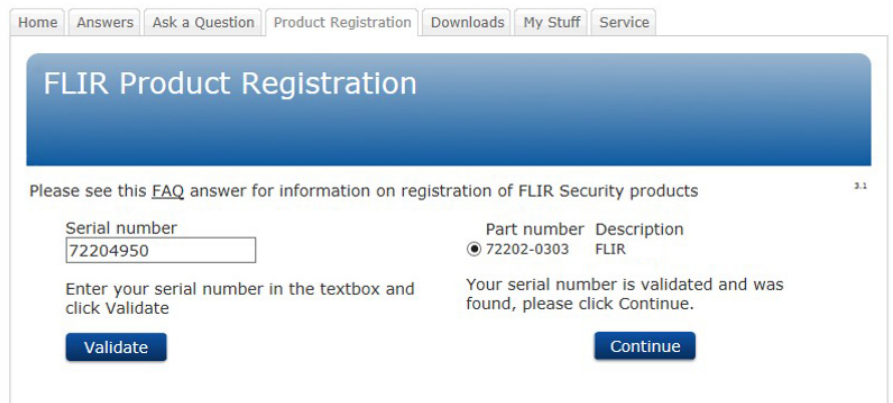 Home Answers Ask a Question Product Registration Downloads My Stuff Service
FLIR Product Registration
Please see this FAQ answer for information on registration of FLIR Security products
3.1
Serial number
72204950
Enter your serial number in the textbox and
click Validate
Validate
Part number Description
72202-0303 FLIR
Your serial number is validated and was
found, please click Continue.
Continue